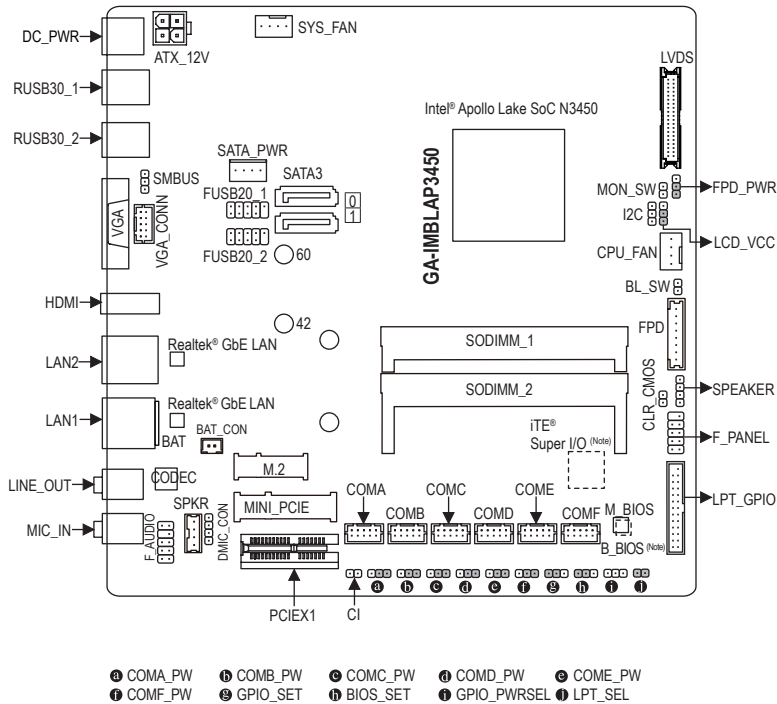 DC_PWR
ATX_12V
SYS_FAN
LVDS
RUSB30_1
Intel® Apollo Lake SoC N3450
RUSB30_2
SATA_PWR
SMBUS
SATA3
FUSB20_1
0
1
MON_SW
FPD_PWR
VGA
VGA_CONN
I2C
GA-IMBLAP3450
FUSB20_2
60
CPU_FAN
LCD_VCC
BL_SW
HDMI
42
FPD
SODIMM_1
Realtek® GbE LAN
LAN2
SODIMM_2
CLR_CMOS
SPEAKER
Realtek® GbE LAN
LAN1
BAT
BAT_CON
iTE®
Super I/O (Note)
F_PANEL
M.2
LINE_OUT
CODEC
COMA
COMB
COMC
COMD
COME
COMF
M_BIOS
LPT_GPIO
SPKR
MINI_PCIE
MIC_IN
F_AUDIO
DMIC_CON
B_BIOS (Note)
a b c d e f g h i j
PCIEX1
CI
a COMA_PW b COMB_PW c COMC_PW d COMD_PW e COME_PW
f COMF_PW g GPIO_SET h BIOS_SET i GPIO_PWRSEL j LPT_SEL